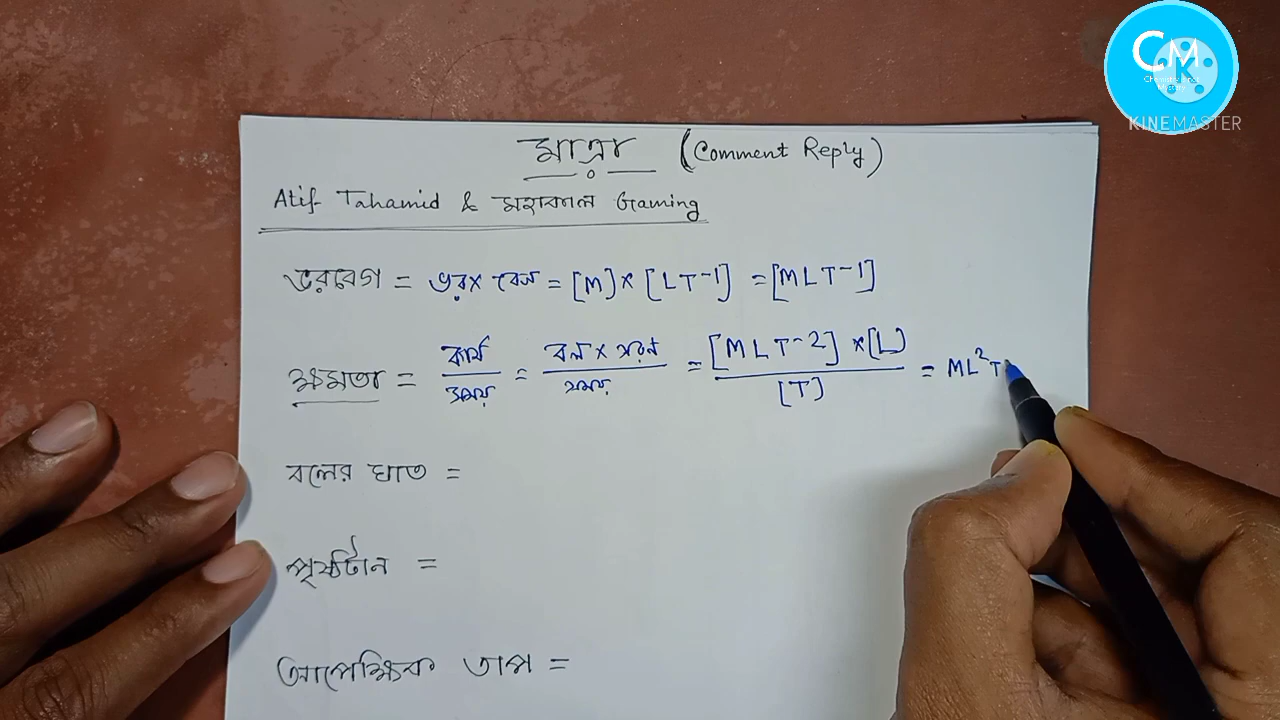 মাত্রা (Comment Reply)
Atif Tahamid & মহাকাল Gaming
ভরবেগ = ভর× বেগ = [M]×[LT-1] =[MLT-1]
ক্ষমতা = কার্য/সময় = বল × সরণ/সময় = [MLT-2] ×[L]/[T] = ML²T
বলের ঘাত =
পৃষ্ঠটান =
আপেক্ষিক তাপ =
CM
K
KINEMASTER